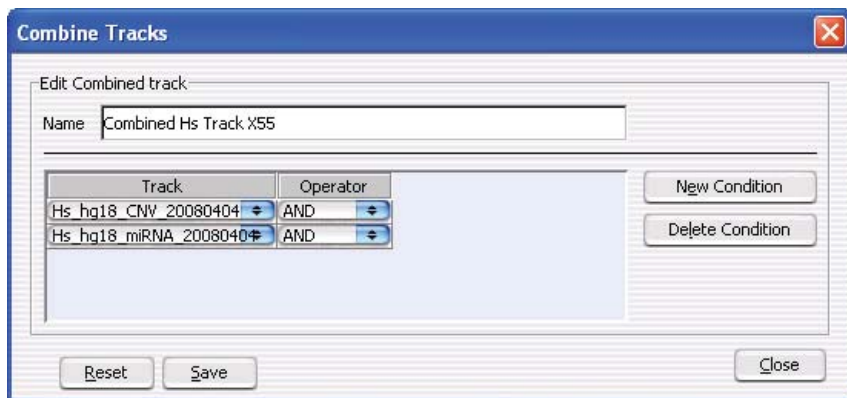 Combine Tracks
Edit Combined track
Name Combined Hs Track X55
Track Operator
Hs_hg18_CNV_20080404 AND
Hs_hg18_miRNA_20080404 AND
New Condition
Delete Condition
Reset Save Close